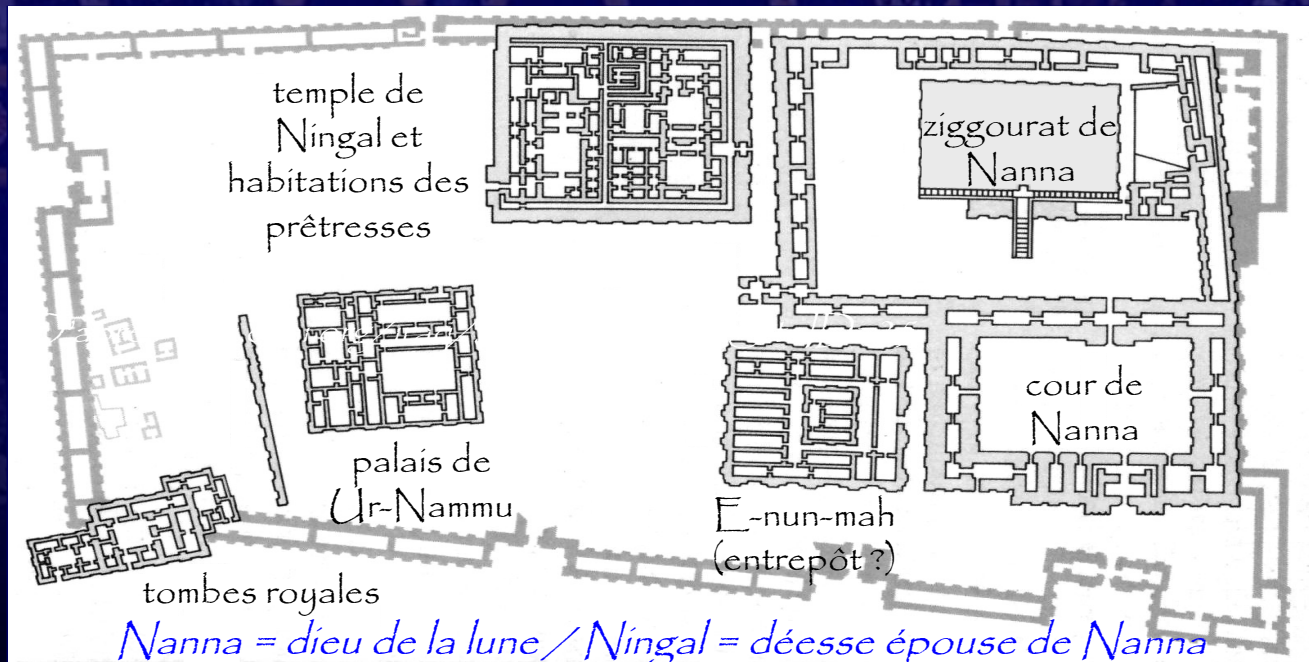 temple de
Ningal et
habitations des
prêtresses
ziggourat de
Nanna
cour de
Nanna
palais de
Ur-Nammu
E-nun-mah
(entrepôt ?)
tombes royales
Nanna = dieu de la lune / Ningal = déesse épouse de Nanna